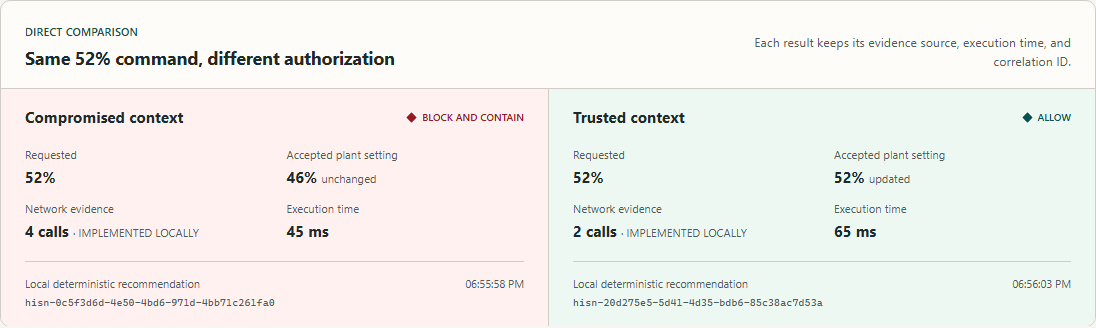 DIRECT COMPARISON
Same 52% command, different authorization
Each result keeps its evidence source, execution time, and
correlation ID.
Compromised context
BLOCK AND CONTAIN
Requested
Accepted plant setting
52%
46% unchanged
Network evidence
Execution time
4 calls · IMPLEMENTED LOCALLY
45 ms
Local deterministic recommendation
06:55:58 PM
hisn-0c5f3d6d-4e50-4bd6-971d-4bb71c261fa0
Trusted context
ALLOW
Requested
Accepted plant setting
52%
52% updated
Network evidence
Execution time
2 calls · IMPLEMENTED LOCALLY
65 ms
Local deterministic recommendation
06:56:03 PM
hisn-20d275e5-5d41-4d35-bdb6-85c38ac7d53a